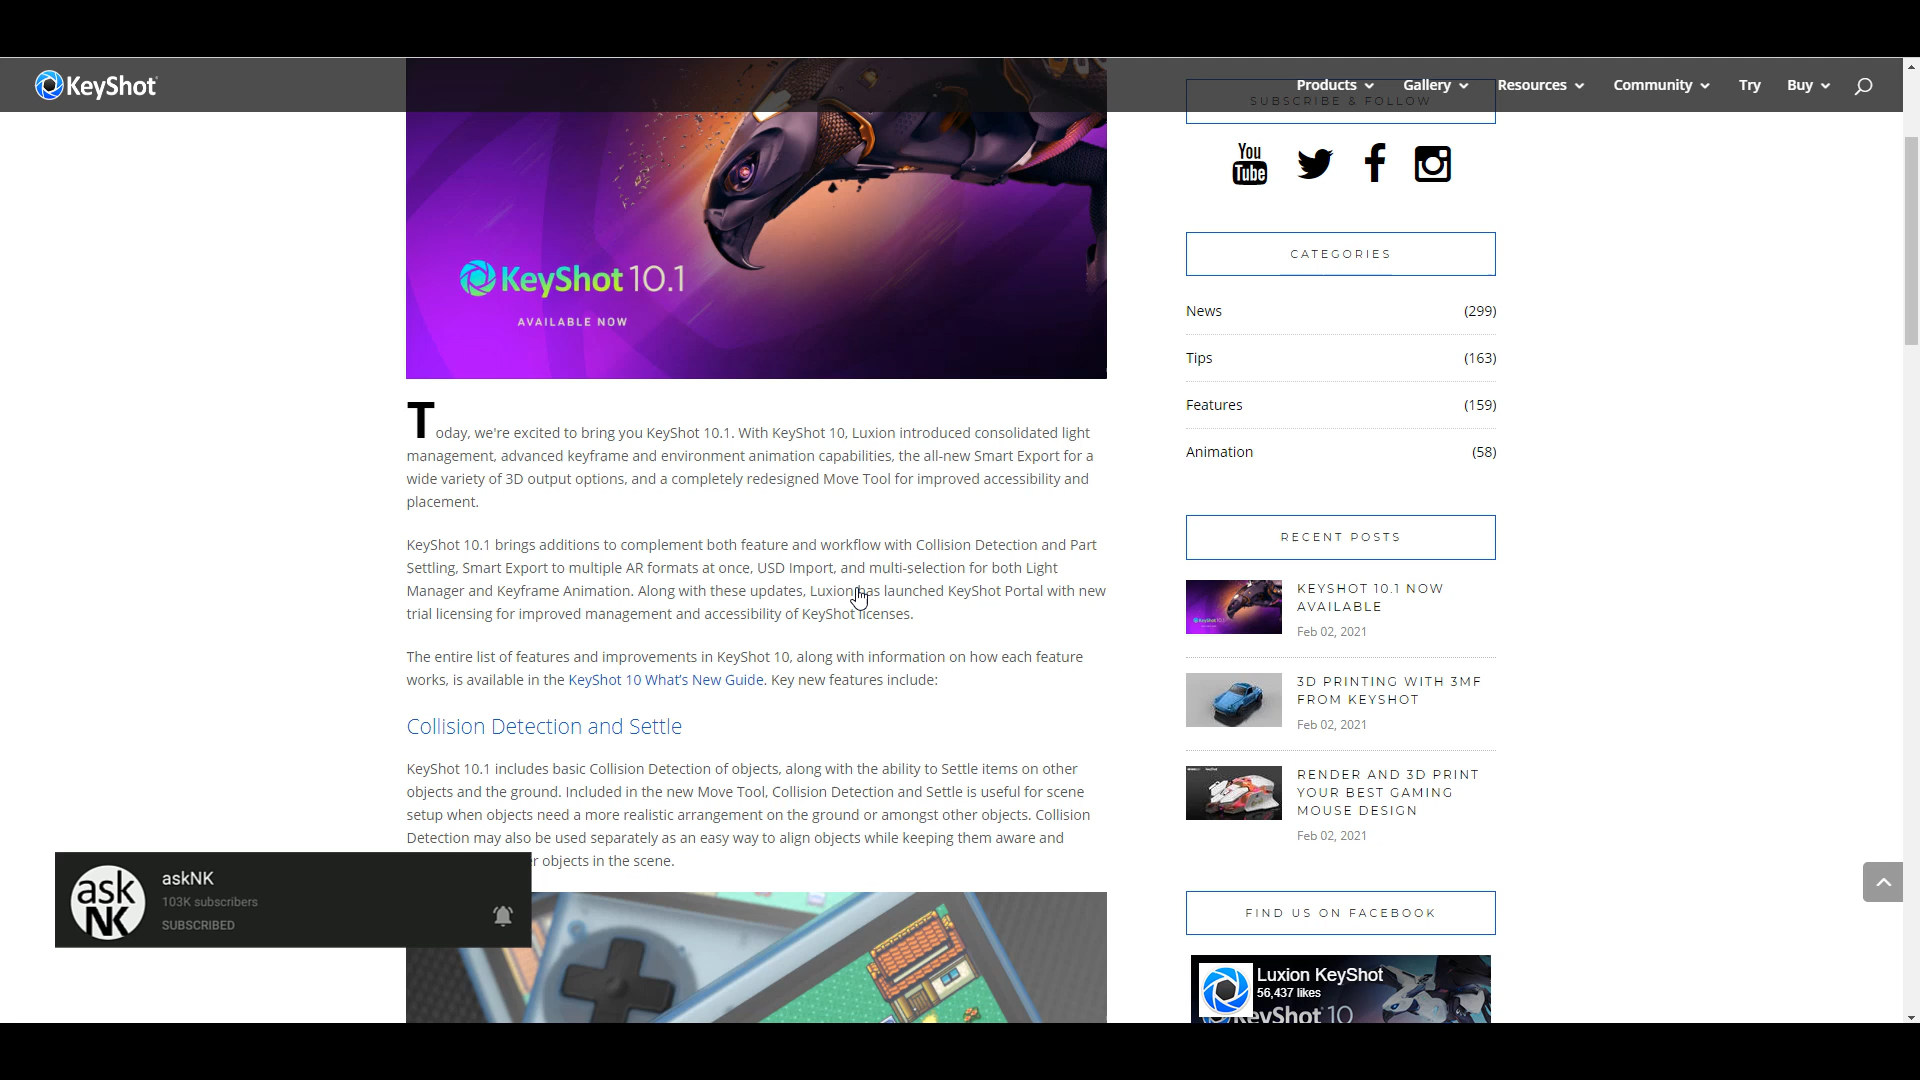 KeyShot
Products
Gallery
Resources
Community
Try
Buy
KeyShot 10.1
AVAILABLE NOW
Today, we're excited to bring you KeyShot 10.1. With KeyShot 10, Luxion introduced consolidated light
management, advanced keyframe and environment animation capabilities, the all-new Smart Export for a
wide variety of 3D output options, and a completely redesigned Move Tool for improved accessibility and
placement.
KeyShot 10.1 brings additions to complement both feature and workflow with Collision Detection and Part
Settling, Smart Export to multiple AR formats at once, USD Import, and multi-selection for both Light
Manager and Keyframe Animation. Along with these updates, Luxion has launched KeyShot Portal with new
trial licensing for improved management and accessibility of KeyShot licenses.
The entire list of features and improvements in KeyShot 10, along with information on how each feature
works, is available in the KeyShot 10 What's New Guide. Key new features include:
Collision Detection and Settle
KeyShot 10.1 includes basic Collision Detection of objects, along with the ability to Settle items on other
objects and the ground. Included in the new Move Tool, Collision Detection and Settle is useful for scene
setup when objects need a more realistic arrangement on the ground or amongst other objects. Collision
Detection may also be used separately as an easy way to align objects while keeping them aware and
objects in the scene.
ask
NK
askNK
103K subscribers
SUBSCRIBED
SUBSCRIBE & FOLLOW
You
Tube
CATEGORIES
News (299)
Tips (163)
Features (159)
Animation (58)
RECENT POSTS
KEYSHOT 10.1 NOW
AVAILABLE
Feb 02, 2021
3D PRINTING WITH 3MF
FROM KEYSHOT
Feb 02, 2021
RENDER AND 3D PRINT
YOUR BEST GAMING
MOUSE DESIGN
Feb 02, 2021
FIND US ON FACEBOOK
Luxion KeyShot
56,437 likes
KeyShot 10